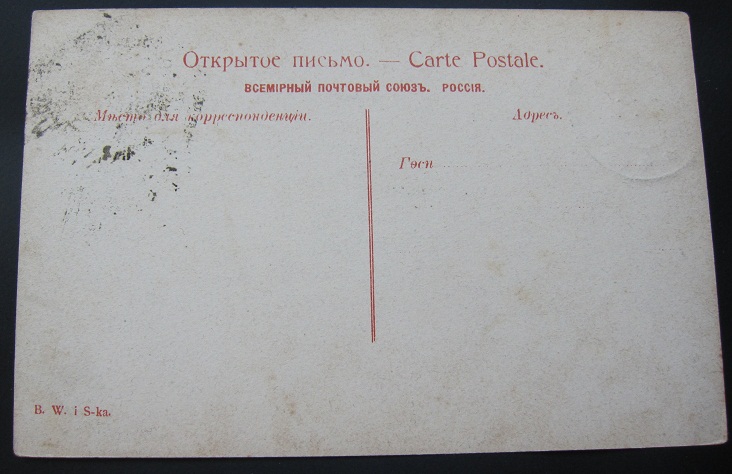 Открытое письмо. — Carte Postale.
ВСЕМІРНЫЙ ПОЧТОВЫЙ СОЮЗЪ. РОССІЯ.
Мѣсто для корреспонденціи.
Адресъ.
Госп
B. W. i S-ka.